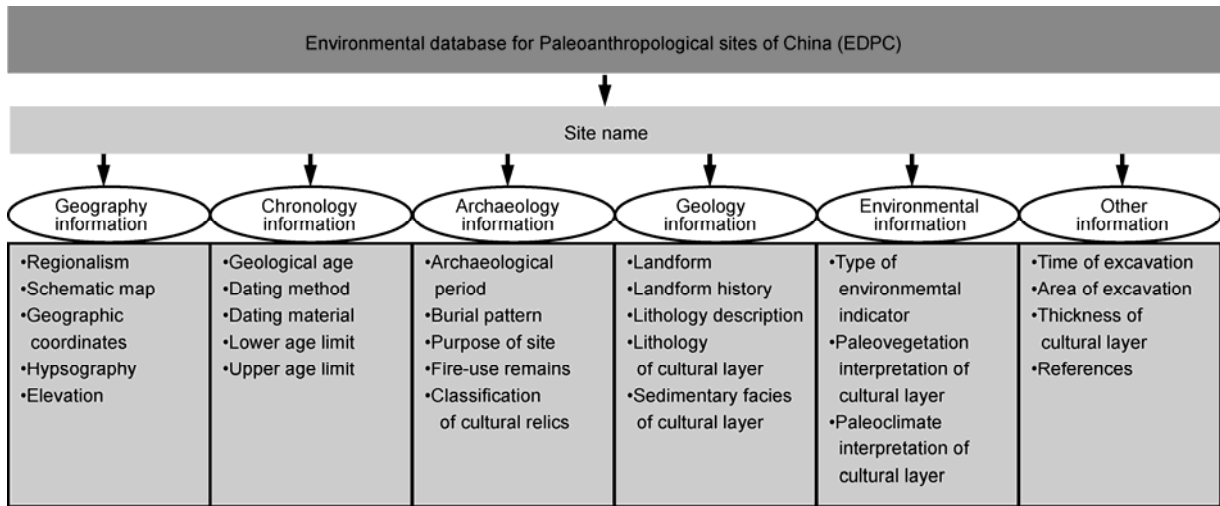 Environmental database for Paleoanthropological sites of China (EDPC)
Site name
Geography
information
Chronology
information
Archaeology
information
Geology
information
Environmental
information
Other
information
•Regionalism
•Schematic map
•Geographic
coordinates
•Hypsography
•Elevation
•Geological age
•Dating method
•Dating material
•Lower age limit
•Upper age limit
•Archaeological
period
•Burial pattern
•Purpose of site
•Fire-use remains
•Classification
of cultural relics
•Landform
•Landform history
•Lithology description
•Lithology
of cultural layer
•Sedimentary facies
of cultural layer
•Type of
environmemtal
indicator
•Paleovegetation
interpretation of
cultural layer
•Paleoclimate
interpretation of
cultural layer
•Time of excavation
•Area of excavation
•Thickness of
cultural layer
•References